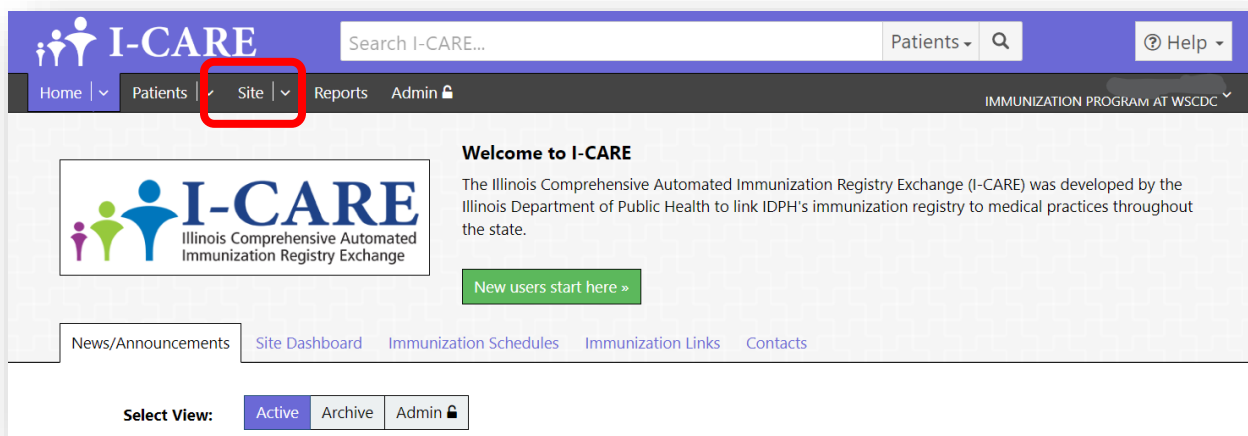 I-CARE
Search I-CARE...
Patients
Help
Home
Patients
Site
Reports
Admin
IMMUNIZATION PROGRAM AT WSCDC
Welcome to I-CARE
The Illinois Comprehensive Automated Immunization Registry Exchange (I-CARE) was developed by the
Illinois Department of Public Health to link IDPH's immunization registry to medical practices throughout
the state.
I-CARE
Illinois Comprehensive Automated
Immunization Registry Exchange
New users start here »
News/Announcements
Site Dashboard
Immunization Schedules
Immunization Links
Contacts
Select View:
Active
Archive
Admin